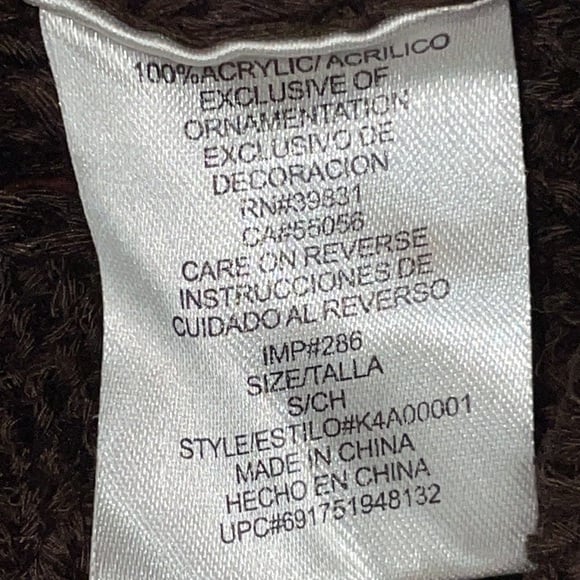 100%ACRYLIC/ACRILICO
EXCLUSIVE OF
ORNAMENTATION
EXCLUSIVO DE
DECORACION
RN#39831
CA#55056
CARE ON REVERSE
INSTRUCCIONES DE
CUIDADO AL REVERSO
IMP#286
SIZE/TALLA
S/CH
STYLE/ESTILO#K4A00001
MADE IN CHINA
HECHO EN CHINA
UPC#691751948132